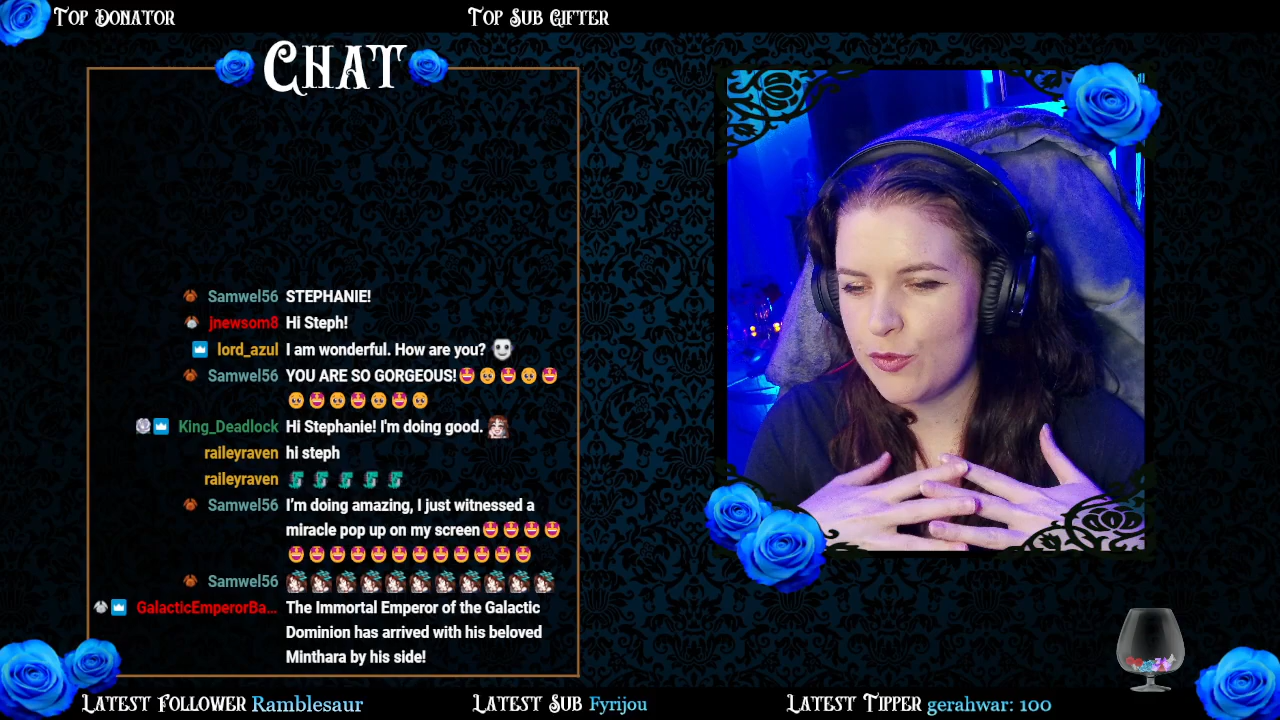 Top Donator
Top Sub Gifter
Chat
Samwel56 STEPHANIE!
jnewsom8 Hi Steph!
lord_azul I am wonderful. How are you?
Samwel56 YOU ARE SO GORGEOUS!
King_Deadlock Hi Stephanie! I'm doing good.
raileyraven hi steph
raileyraven
Samwel56 I'm doing amazing, I just witnessed a
miracle pop up on my screen
Samwel56
GalacticEmperorBa... The Immortal Emperor of the Galactic
Dominion has arrived with his beloved
Minthara by his side!
Latest Follower Ramblesaur
Latest Sub Fyrijou
Latest Tipper gerahwar: 100